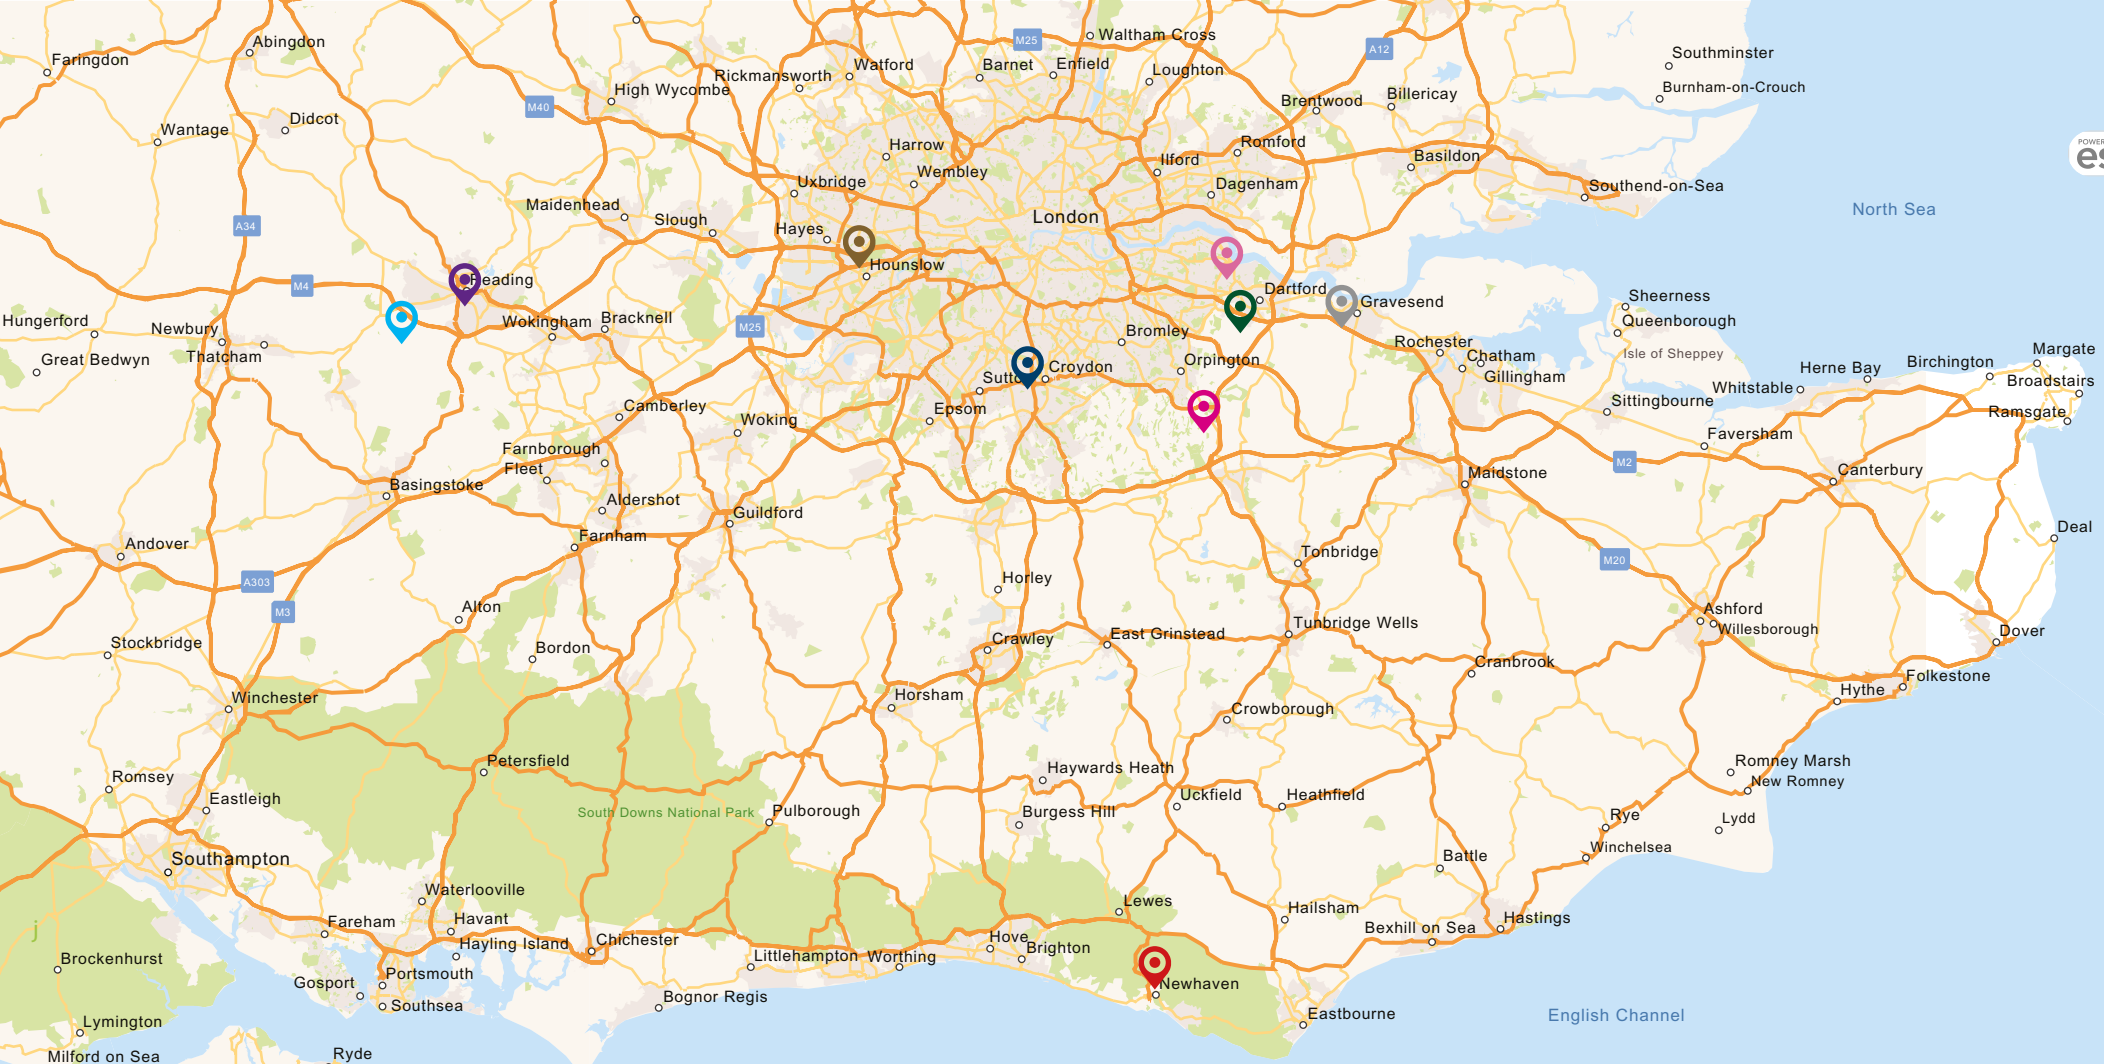 Abingdon
Faringdon
M25
Waltham Cross
A12
Southminster
Watford
Barnet
Enfield
Loughton
Rickmansworth
High Wycombe
Burnham-on-Crouch
M40
Brentwood
Billericay
Didcot
Wantage
Harrow
Romford
Ilford
Basildon
POWER
es
Wembley
Uxbridge
Dagenham
Southend-on-Sea
Maidenhead
Slough
London
North Sea
A34
Hayes
Hounslow
Reading
M4
Dartford
Gravesend
Sheerness
Hungerford
Newbury
Wokingham
Bracknell
M25
Bromley
Queenborough
Great Bedwyn
Thatcham
Orpington
Rochester
Chatham
Isle of Sheppey
Margate
Croydon
Gillingham
Herne Bay
Birchington
Sutto
Whitstable
Broadstairs
Camberley
Epsom
Sittingbourne
Ramsgate
Woking
Faversham
Farnborough
Fleet
M2
Basingstoke
Maidstone
Canterbury
Aldershot
Guildford
Deal
Andover
Farnham
Tonbridge
M20
A303
Horley
M3
Alton
Ashford
Tunbridge Wells
Willesborough
Dover
Stockbridge
Bordon
Crawley
East Grinstead
Cranbrook
Winchester
Horsham
Hythe
Folkestone
Crowborough
Petersfield
Haywards Heath
Romney Marsh
Romsey
New Romney
Eastleigh
South Downs National Park
Pulborough
Burgess Hill
Uckfield
Heathfield
Rye
Lydd
Southampton
Battle
Winchelsea
Waterlooville
Lewes
Fareham
Havant
Hailsham
Hastings
Hayling Island
Chichester
Hove
Brighton
Bexhill on Sea
Brockenhurst
Littlehampton
Worthing
Gosport
Portsmouth
Newhaven
Southsea
Bognor Regis
Eastbourne
English Channel
Lymington
Milford on Sea
Ryde